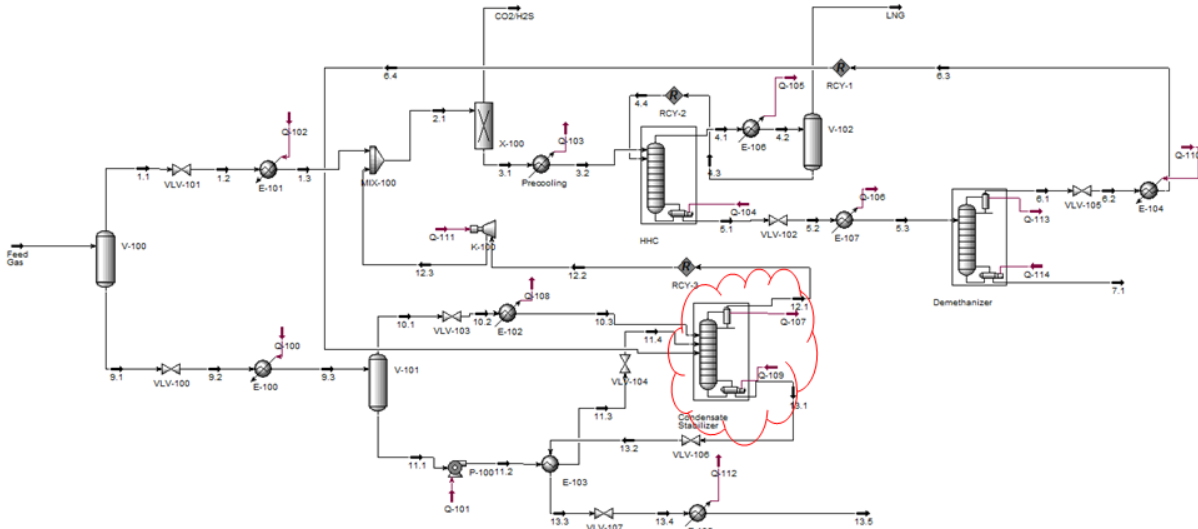 CO2/H2S
LNG
6.4
RCY-1
6.3
Q-105
4.4
RCY-2
Q-102
2.1
4.1
E-106
4.2
V-102
X-100
Q-103
Q-110
1.1
VLV-101
1.2
E-101
1.3
MIX-100
3.1
Precooling
3.2
4.3
6.1
VLV-105
6.2
E-104
V-100
Q-104
Q-106
Q-113
Feed
Gas
Q-111
K-100
HHC
5.1
VLV-102
5.2
E-107
5.3
12.3
12.2
RCY-3
Q-114
7.1
Demethanizer
Q-108
12.1
10.1
VLV-103
10.2
E-102
10.3
11.4
Q-107
Q-100
V-101
VLV-104
9.1
VLV-100
9.2
E-100
9.3
Q-109
13.1
11.3
Condensate
Stabilizer
13.2
VLV-106
11.1
P-100
11.2
E-103
Q-112
Q-101
13.3
VLV-107
13.4
13.5